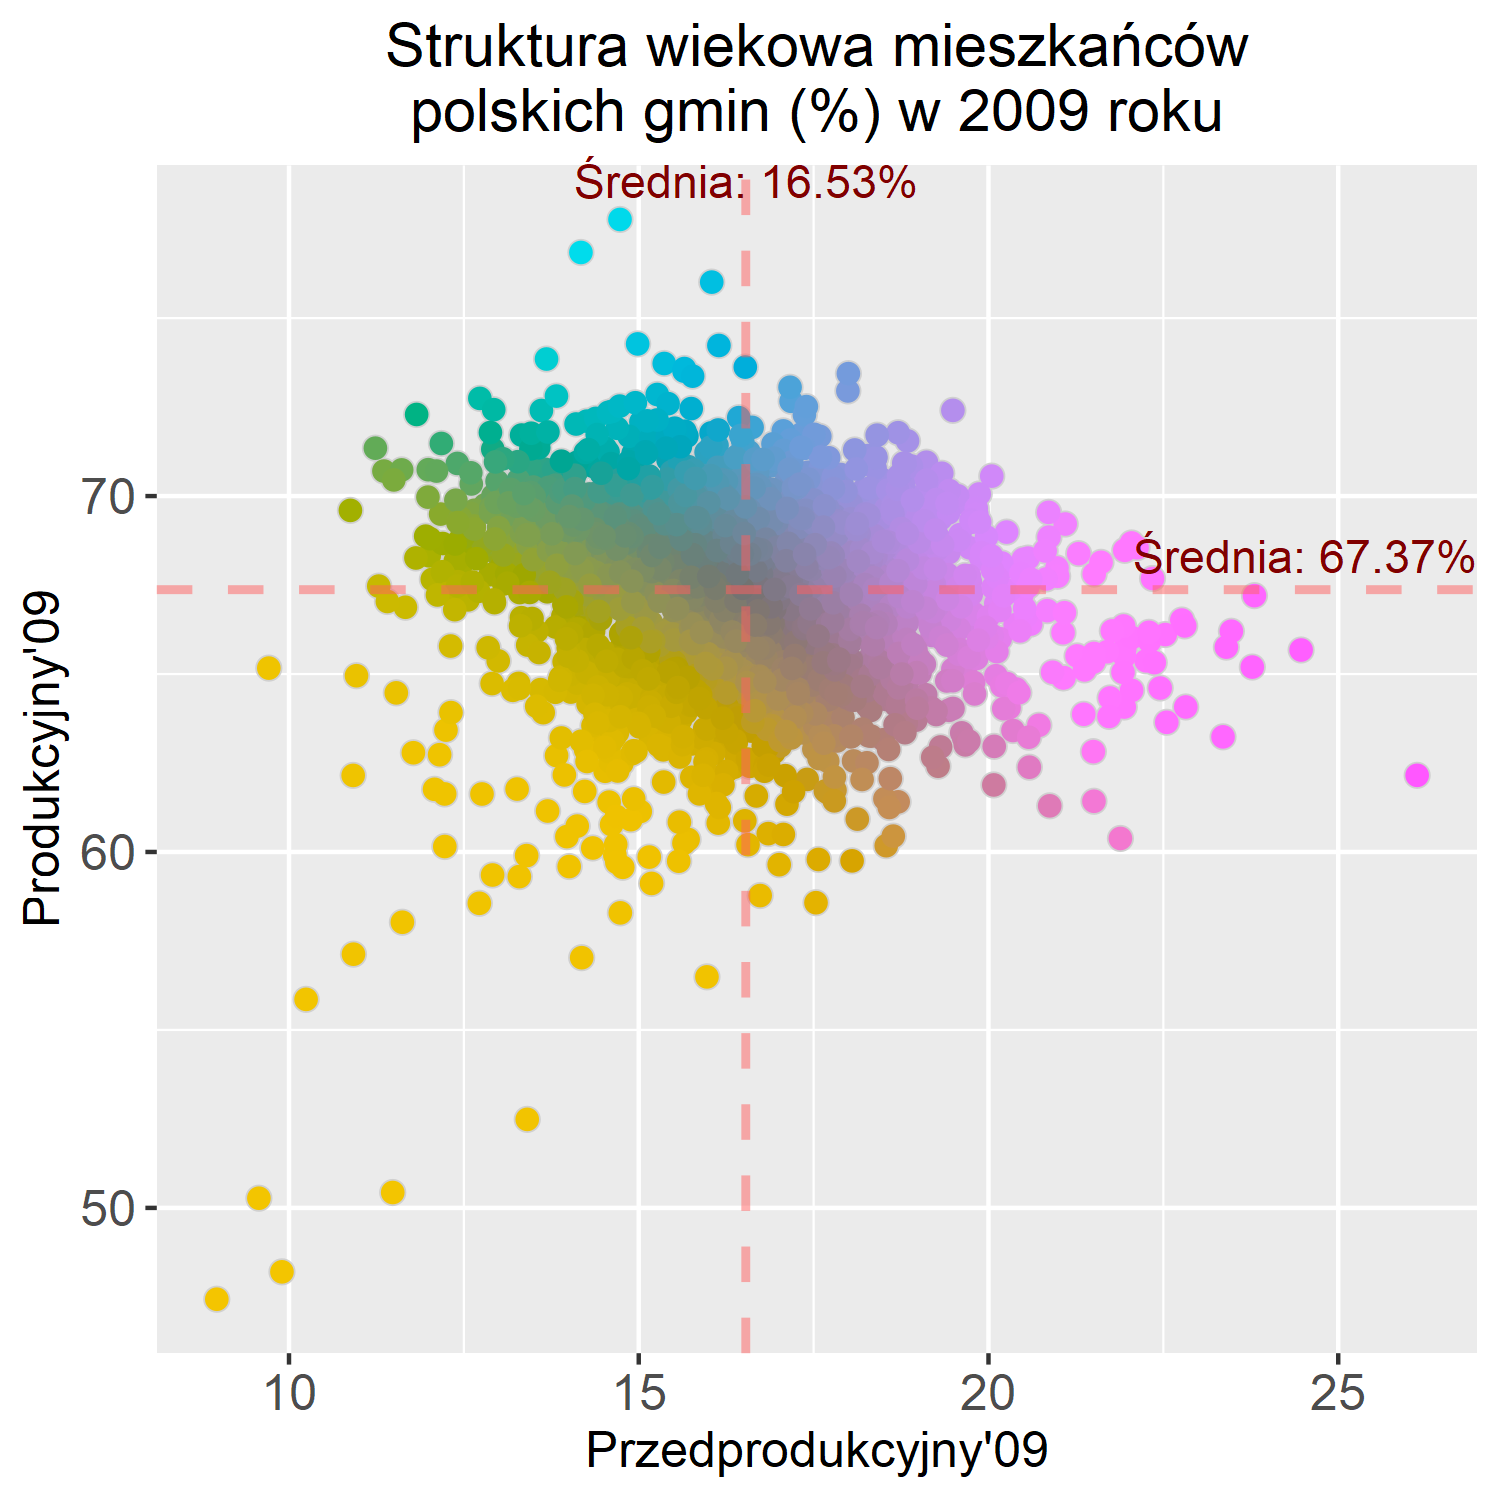 Struktura wiekowa mieszkańców
polskich gmin (%) w 2009 roku
Średnia: 16.53%
Średnia: 67.37%
Produkcyjny'09
70
60
50
10
15
20
25
Przedprodukcyjny'09